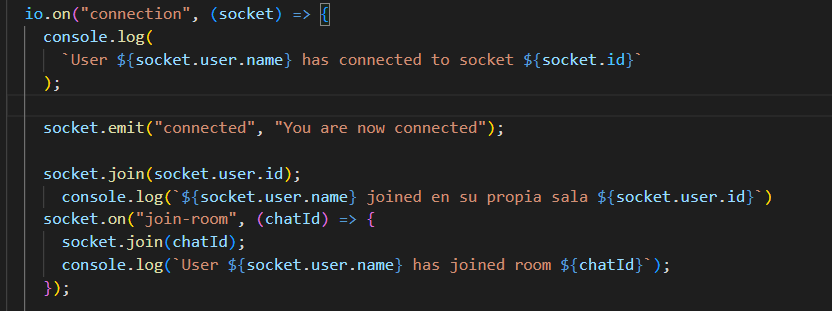 io.on("connection", (socket) => {
console.log(
`User ${socket.user.name} has connected to socket ${socket.id}`
);
socket.emit("connected", "You are now connected");
socket.join(socket.user.id);
console.log(`${socket.user.name} joined en su propia sala ${socket.user.id}`)
socket.on("join-room", (chatId) => {
socket.join(chatId);
console.log(`User ${socket.user.name} has joined room ${chatId}`);
});